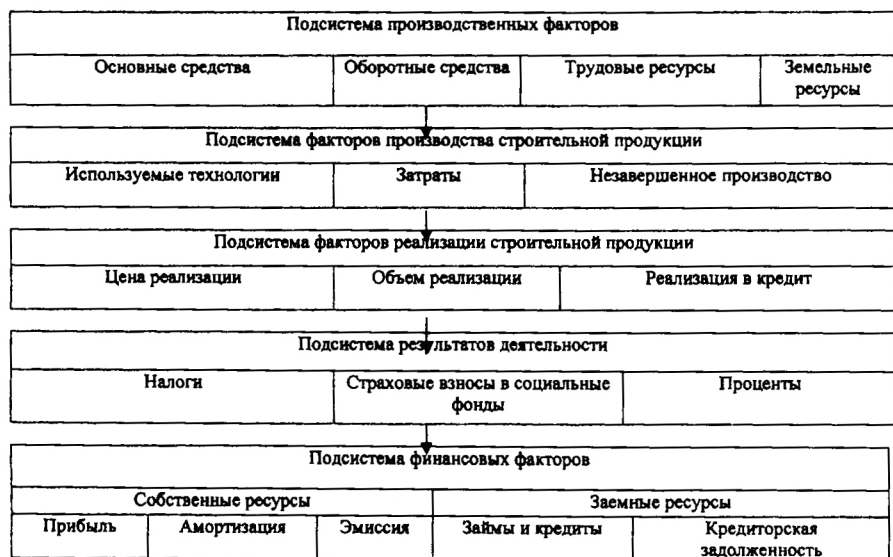 Подсистема производственных факторов
Основные средства Оборотные средства Трудовые ресурсы Земельные
ресурсы
Подсистема факторов производства строительной продукции
Используемые технологии Затраты Незавершенное производство
Подсистема факторов реализации строительной продукции
Цена реализации Объем реализации Реализация в кредит
Подсистема результатов деятельности
Налоги Страховые взносы в социальные Проценты
фонды
Подсистема финансовых факторов
Собственные ресурсы Заемные ресурсы
Прибыль Амортизация Эмиссия Займы и кредиты Кредиторская
задолженность